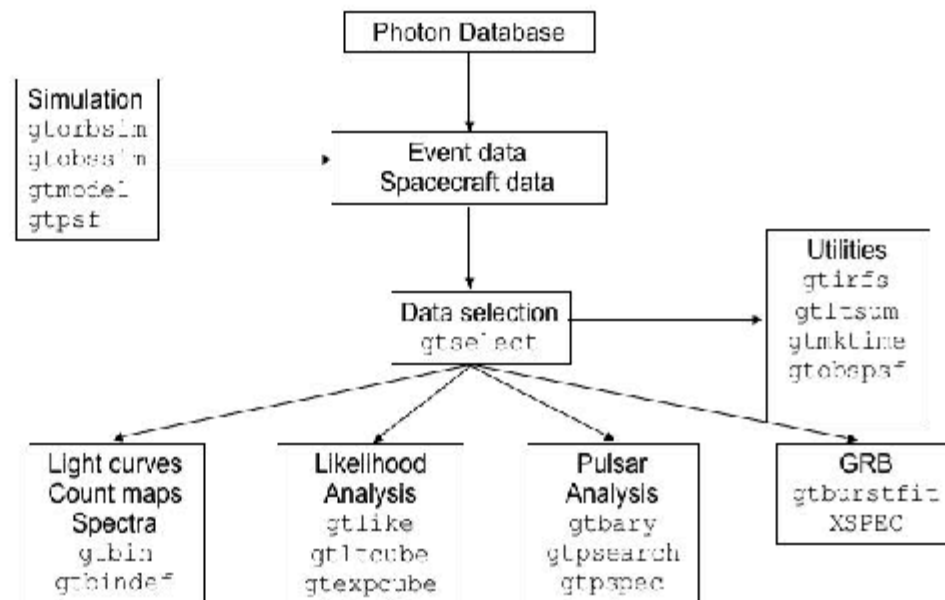 Photon Database
Simulation
gtorbsim
gtobssim
gtmodel
gtpsf
Event data
Spacecraft data
Data selection
gtselect
Utilities
gtirfs
gtltsum
gtmktime
gtobspsf
Light curves
Count maps
Spectra
gtbin
gtbindef
Likelihood
Analysis
gtlike
gtltcube
gtexpcube
Pulsar
Analysis
gtbary
gtpsearch
gtpspec
GRB
gtburstfit
XSPEC